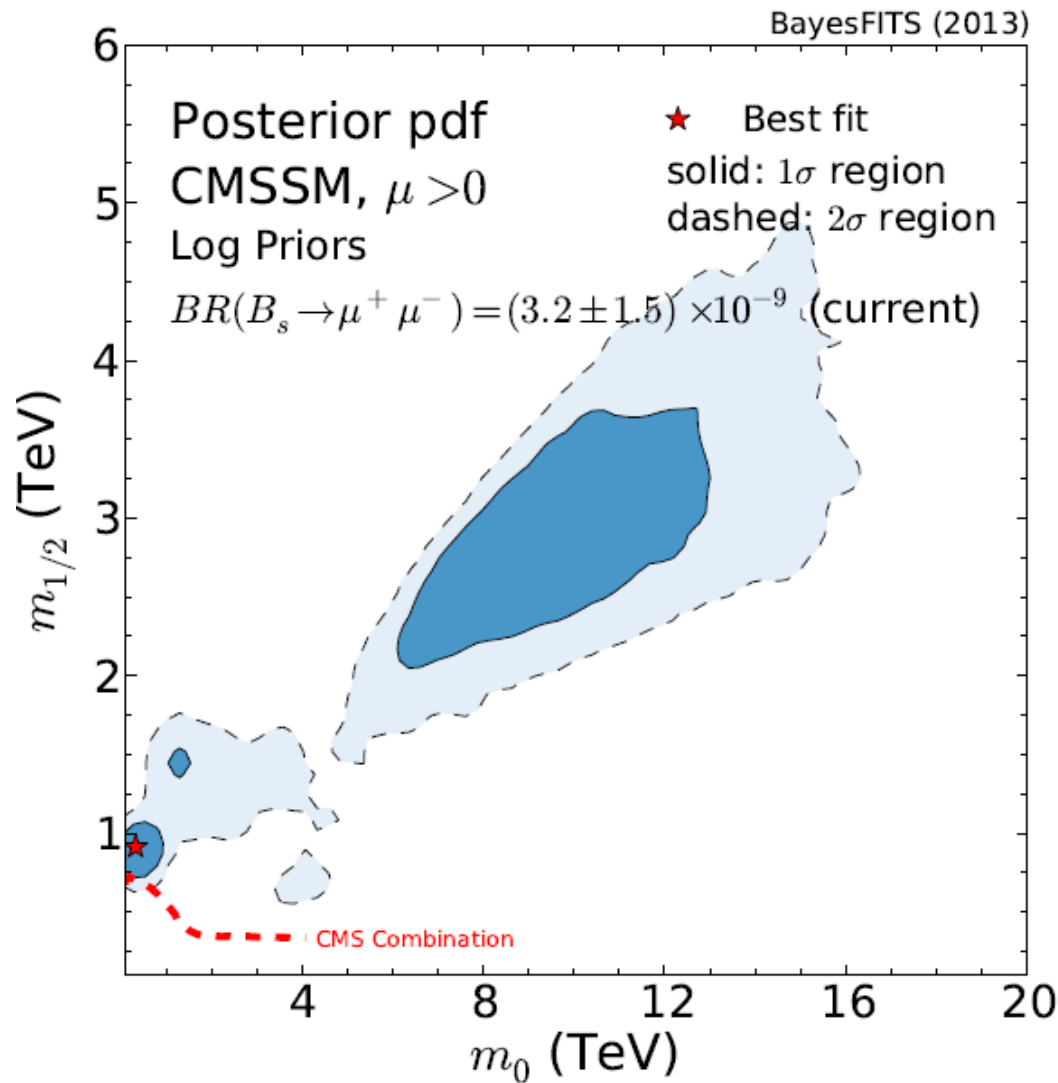 BayesFITS (2013)
Posterior pdf
CMSSM, μ >0
Log Priors
BR(B_s→μ⁺ μ⁻)=(3.2±1.5) ×10⁻⁹ (current)
★ Best fit
solid: 1σ region
dashed: 2σ region
6
5
4
3
2
1
m_{1/2} (TeV)
CMS Combination
4 8 12 16 20
m_0 (TeV)